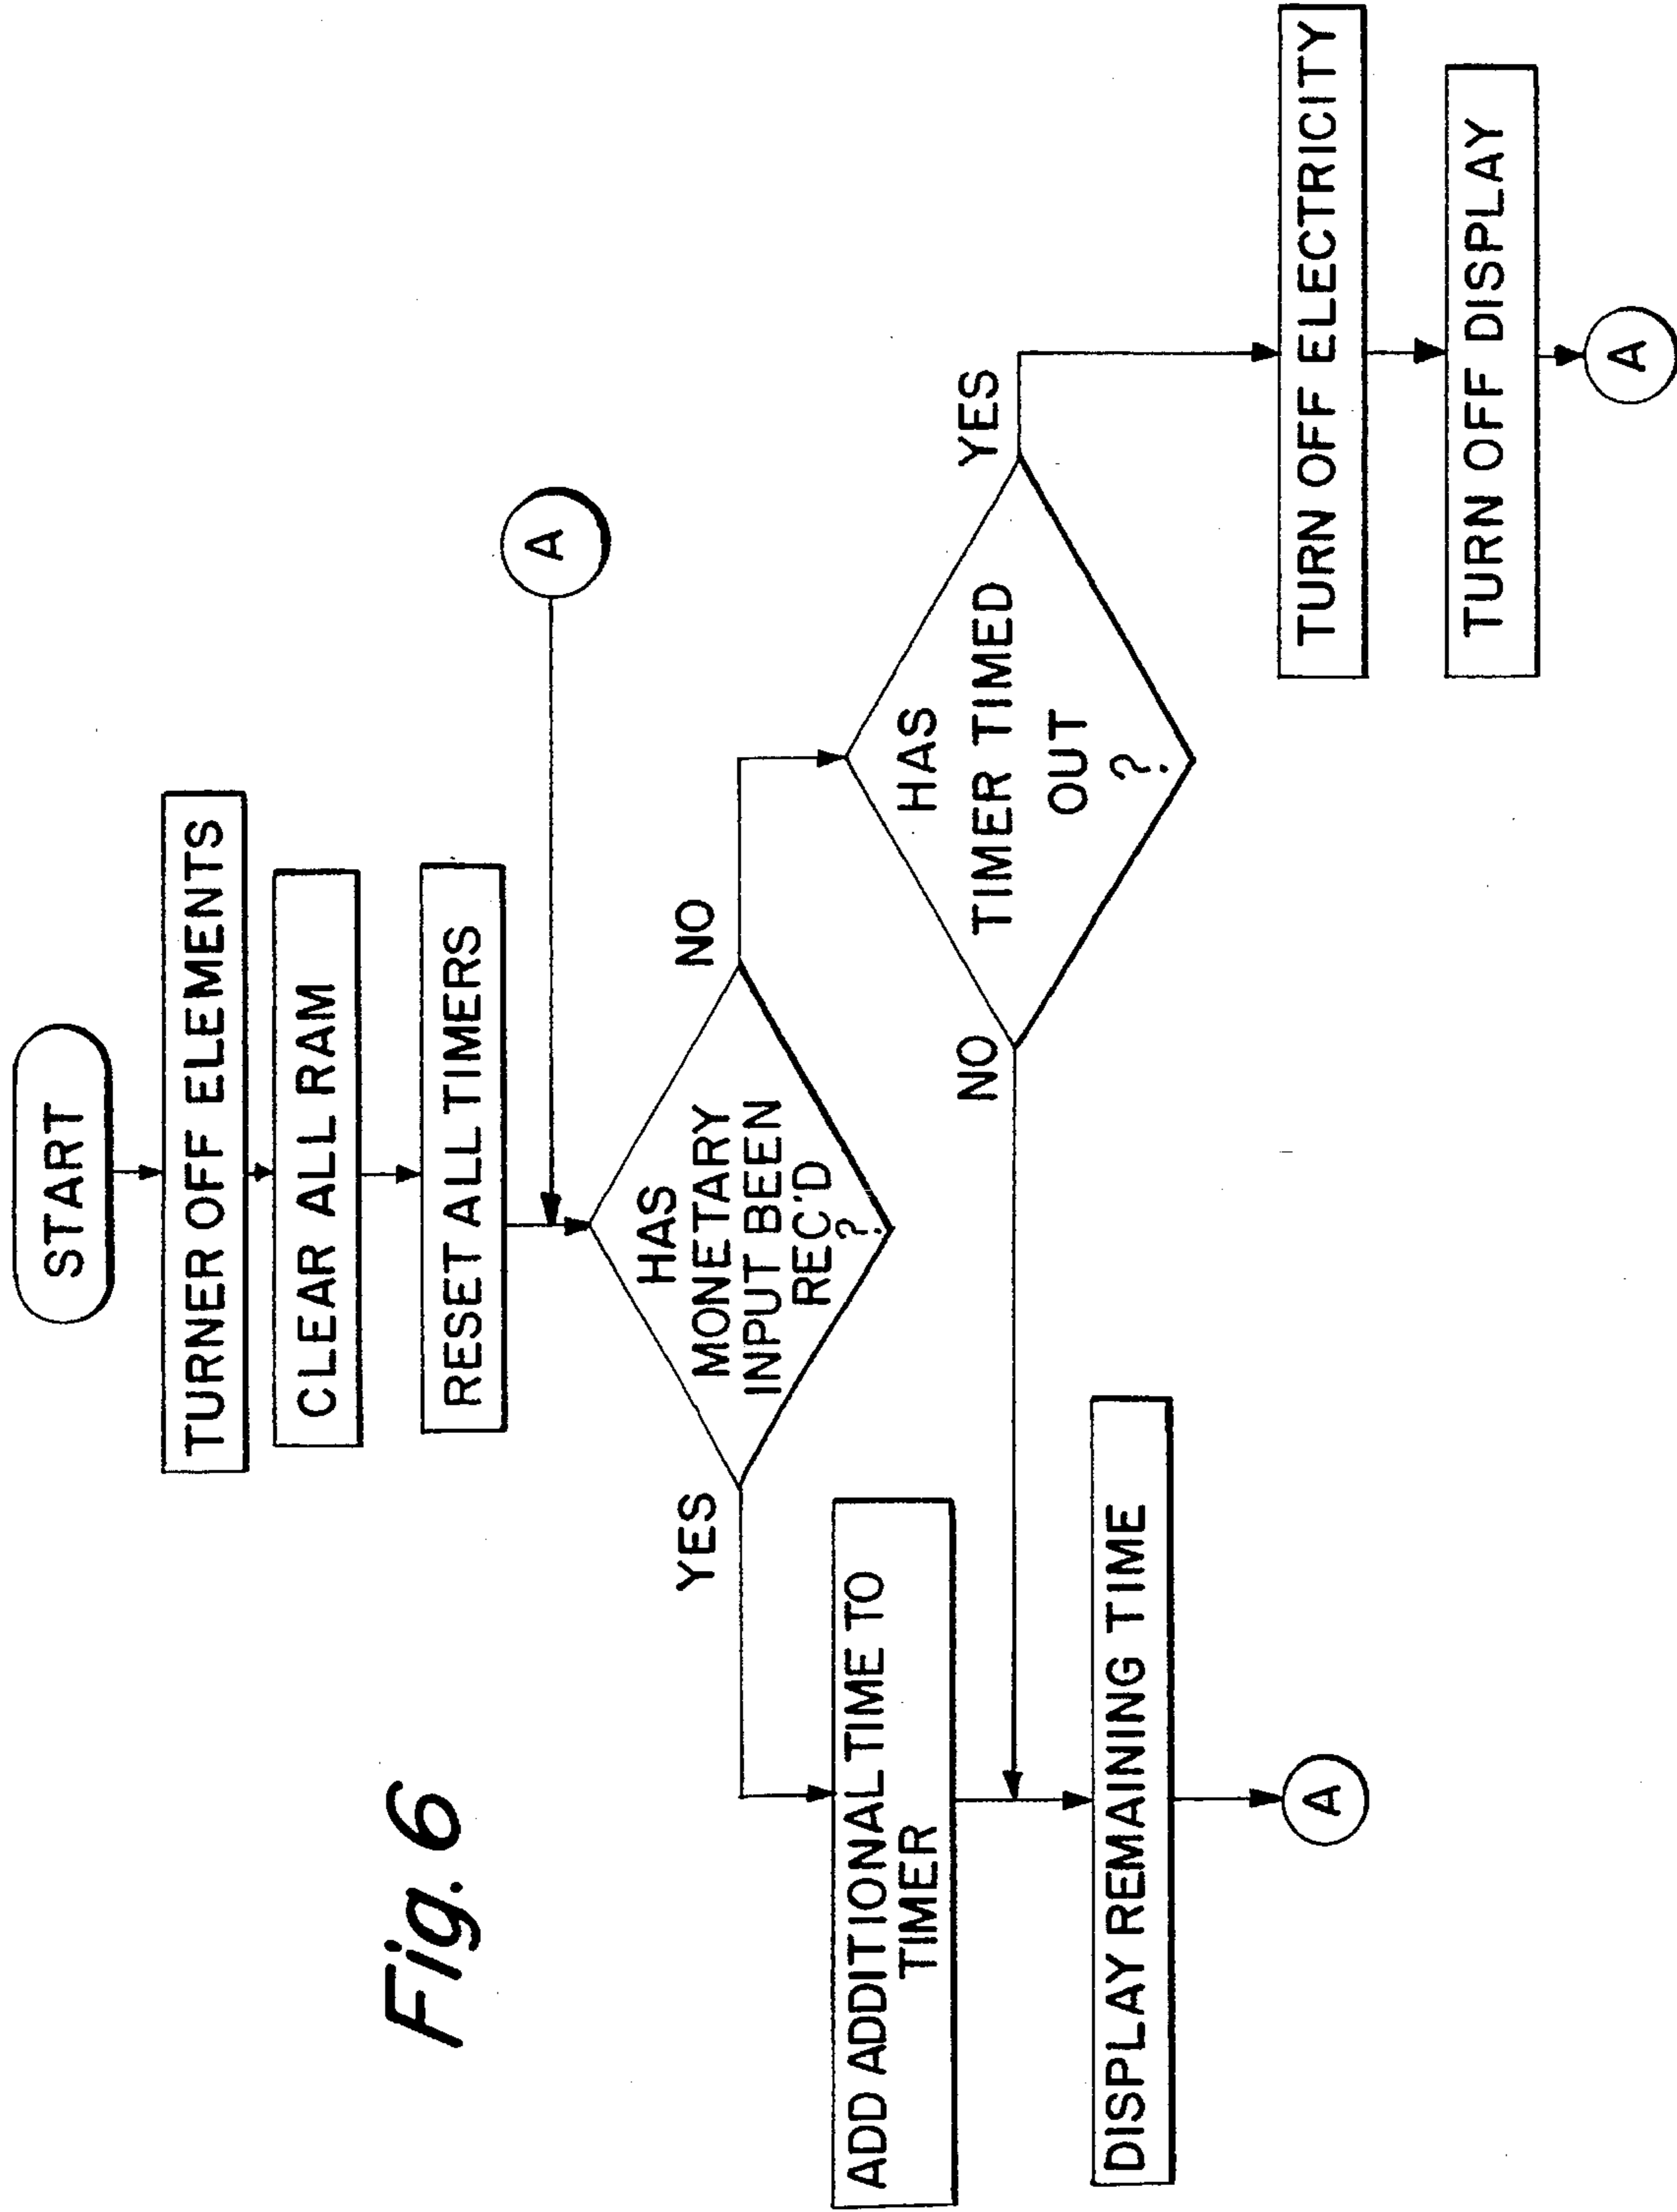 START
TURNER OFF ELEMENTS
CLEAR ALL RAM
RESET ALL TIMERS
A
HAS
MONETARY
INPUT BEEN
REC'D
?
YES
NO
ADD ADDITIONAL TIME TO
TIMER
HAS
TIMER TIMED
OUT
?
NO
YES
DISPLAY REMAINING TIME
A
TURN OFF ELECTRICITY
TURN OFF DISPLAY
A
Fig. 6